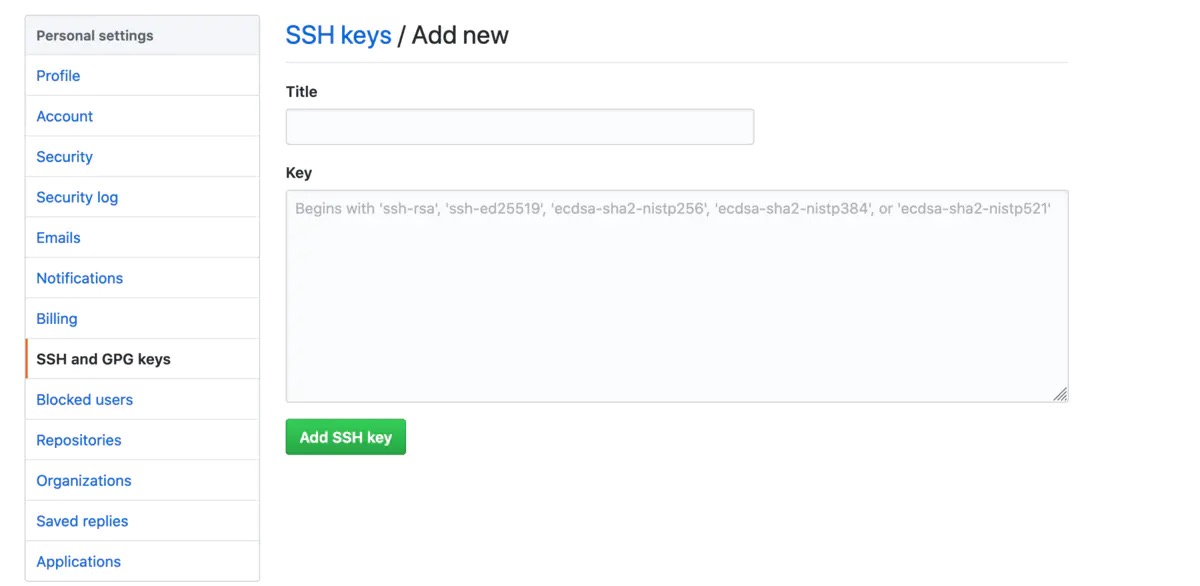 Personal settings
Profile
Account
Security
Security log
Emails
Notifications
Billing
SSH and GPG keys
Blocked users
Repositories
Organizations
Saved replies
Applications
SSH keys / Add new
Title
Key
Begins with 'ssh-rsa', 'ssh-ed25519', 'ecdsa-sha2-nistp256', 'ecdsa-sha2-nistp384', or 'ecdsa-sha2-nistp521'
Add SSH key